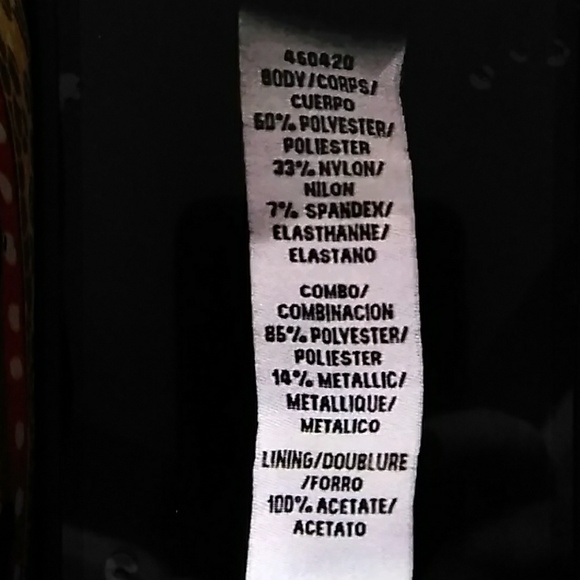 460420
BODY/CORPS/
CUERPO
60% POLYESTER/
POLIESTER
33% NYLON/
NILON
7% SPANDEX/
ELASTHANNE/
ELASTANO
COMBO/
COMBINACION
86% POLYESTER/
POLIESTER
14% METALLIC/
METALLIQUE/
METALICO
LINING/DOUBLURE
/FORRO
100% ACETATE/
ACETATO